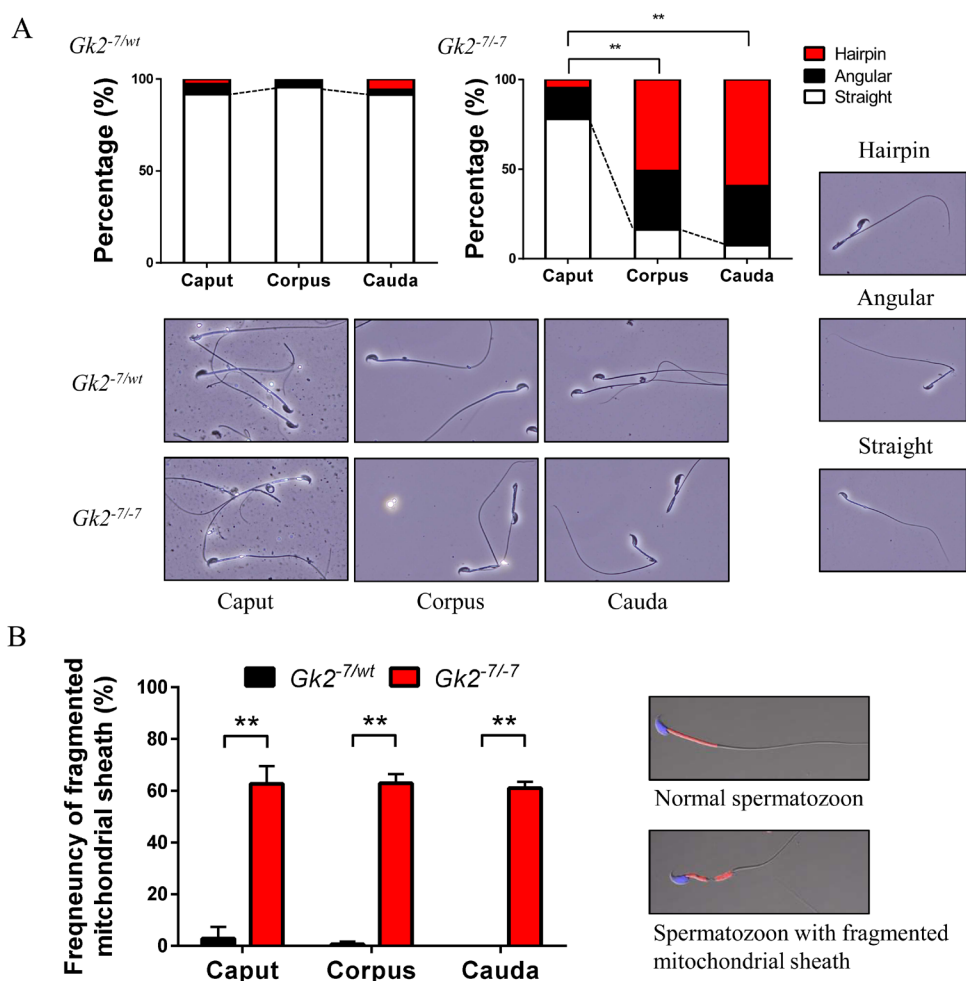 A
Gk2-7/wt
Gk2-7/-7
**
**
Hairpin
Angular
Straight
Percentage (%)
100
50
0
Caput
Corpus
Cauda
Percentage (%)
100
50
0
Caput
Corpus
Cauda
Hairpin
Angular
Straight
Gk2-7/wt
Gk2-7/-7
Caput
Corpus
Cauda
B
Freqneuncy of fragmented
mitchondrial sheath (%)
100
80
60
40
20
0
Gk2-7/wt
Gk2-7/-7
**
**
**
Caput
Corpus
Cauda
Normal spermatozoon
Spermatozoon with fragmented
mitochondrial sheath